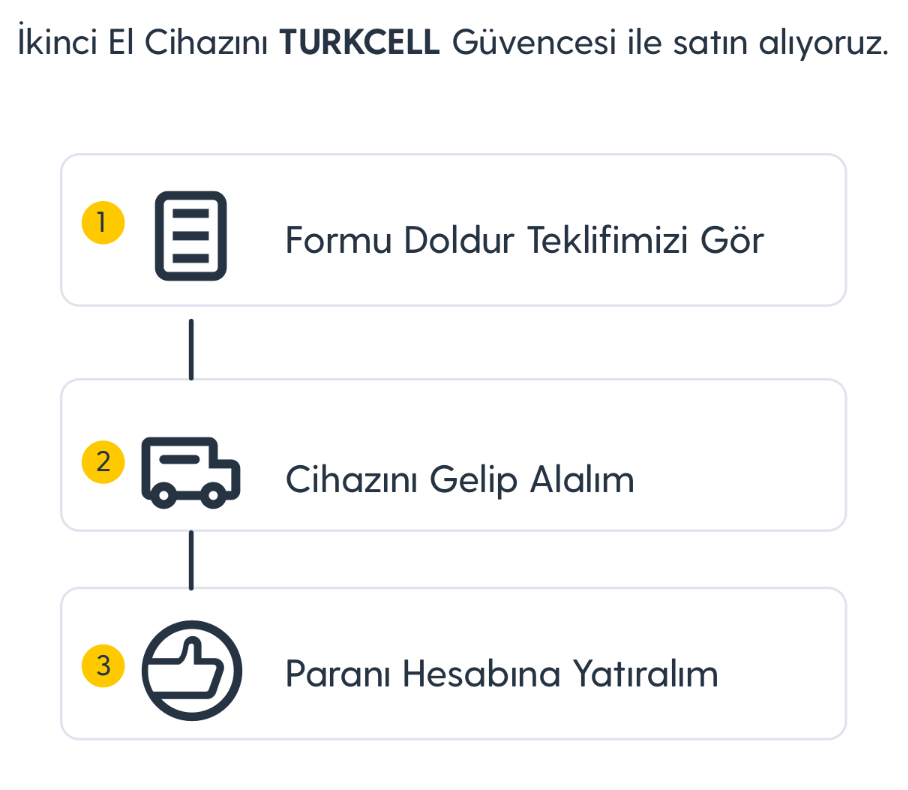 İkinci El Cihazını TURKCELL Güvencesi ile satın alıyoruz.
1
Formu Doldur Teklifimizi Gör
2
Cihazını Gelip Alalım
3
Paranı Hesabına Yatıralım